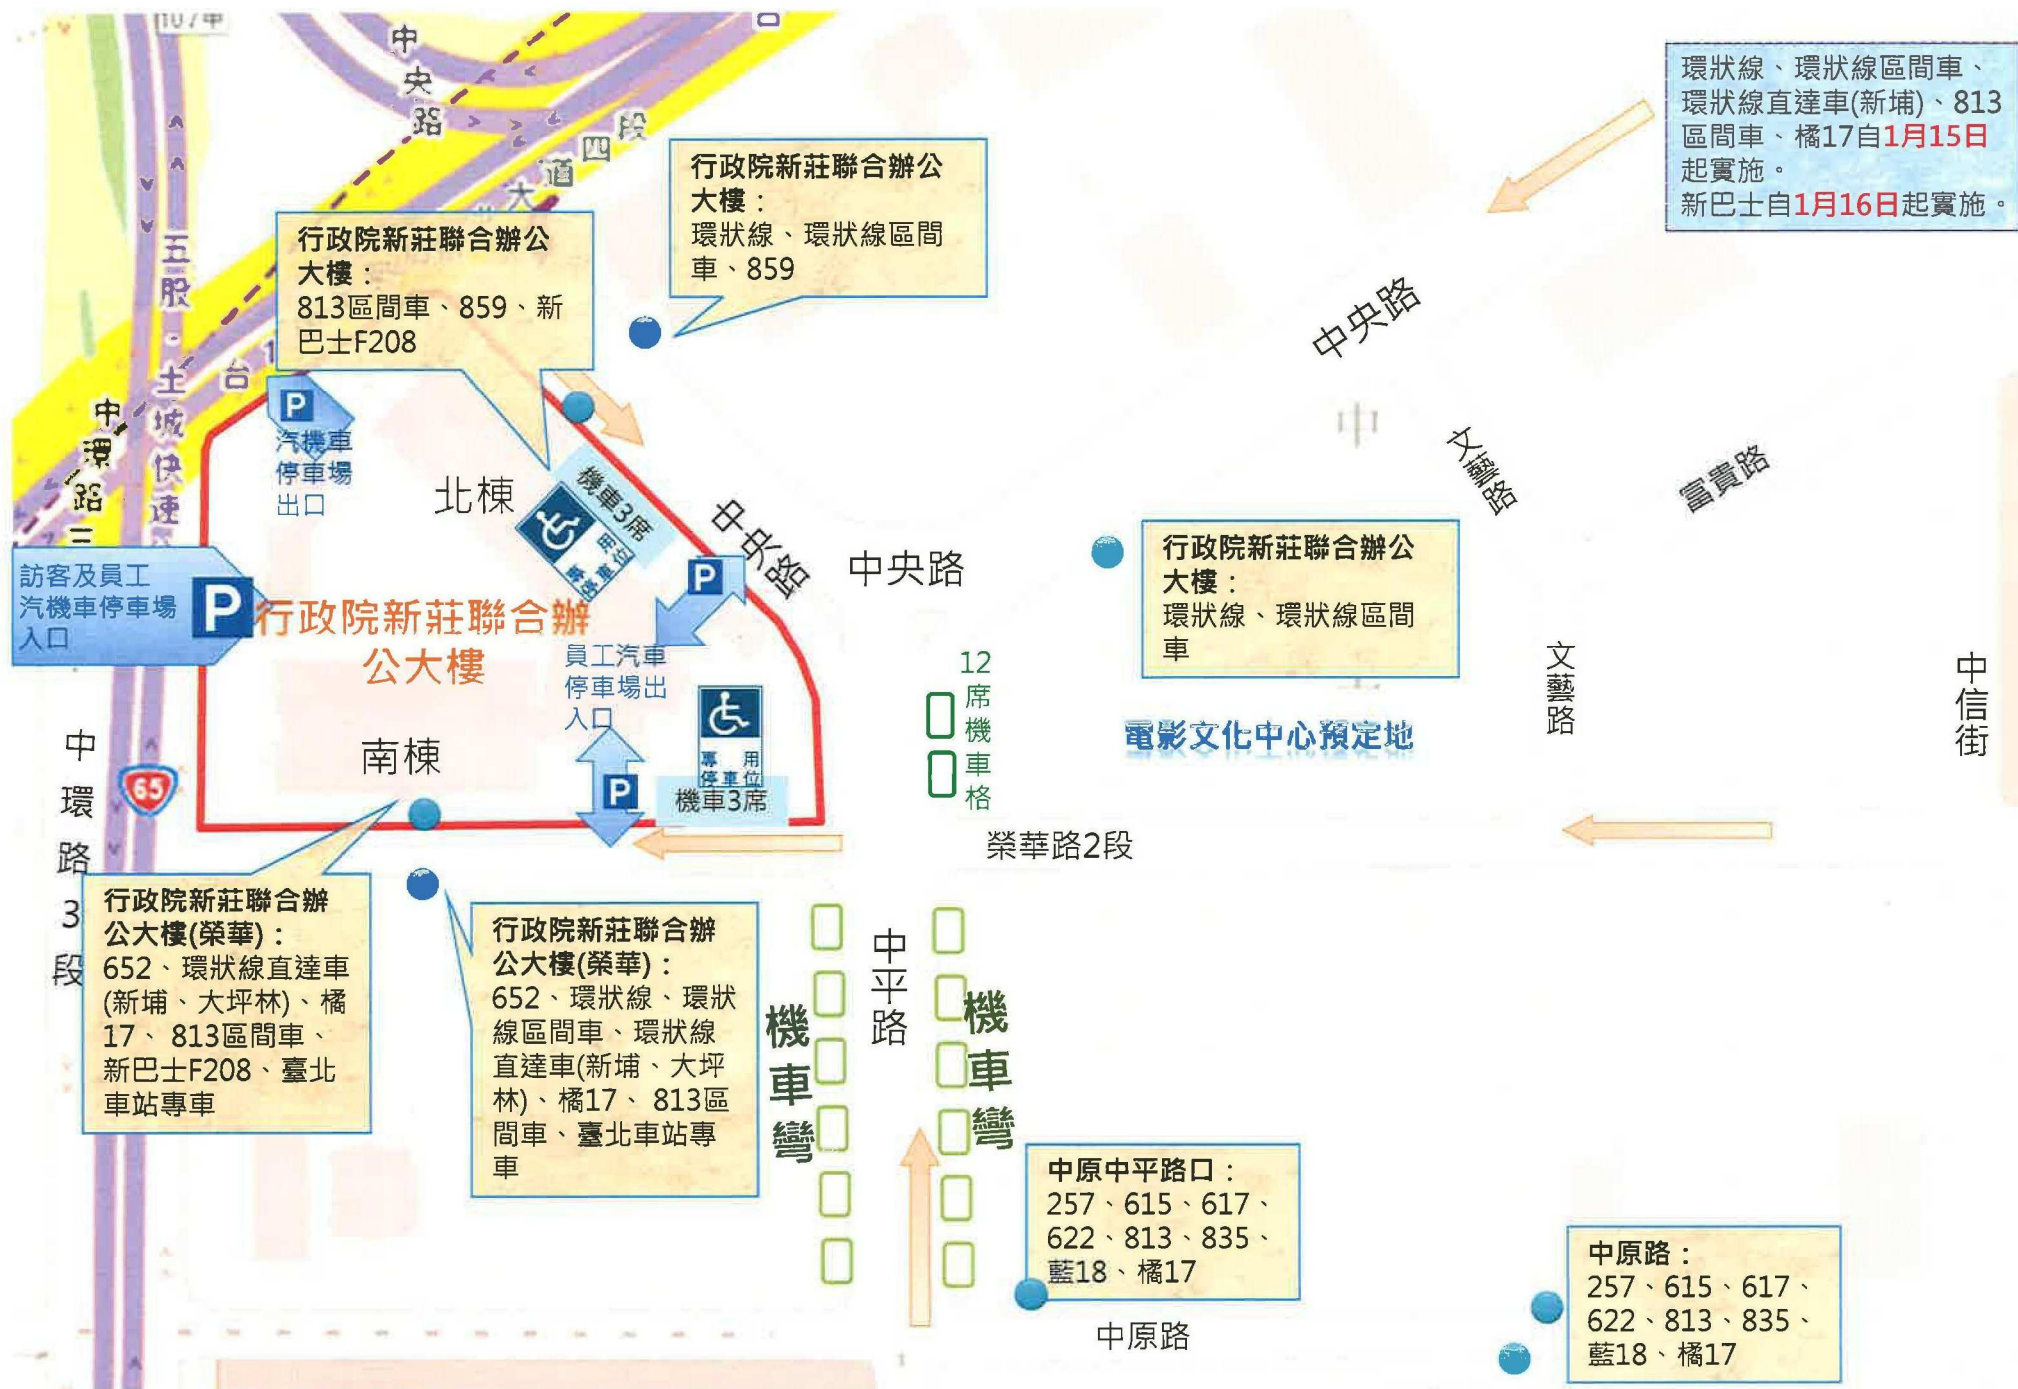 107甲
中央路
環狀線、環狀線區間車、
環狀線直達車(新埔)、813
區間車、橘17自1月15日
起實施。
新巴士自1月16日起實施。
大道四段
行政院新莊聯合辦公
大樓：
環狀線、環狀線區間
車、859
行政院新莊聯合辦公
大樓：
813區間車、859、新
巴士F208
五股・土城快速
台1
中環路三
中央路
中
文藝路
富貴路
P
汽機車
停車場
出口
北棟
機車3席
專用
停車位
中央路
中央路
P
行政院新莊聯合辦公
大樓：
環狀線、環狀線區間
車
訪客及員工
汽機車停車場
入口
P
行政院新莊聯合辦
公大樓
員工汽車
停車場出
入口
12
席
機
車
格
文藝路
中信街
電影文化中心預定地
專用
停車位
機車3席
P
南棟
65
中環路3段
榮華路2段
行政院新莊聯合辦
公大樓(榮華)：
652、環狀線直達車
(新埔、大坪林)、橘
17、813區間車、
新巴士F208、臺北
車站專車
行政院新莊聯合辦
公大樓(榮華)：
652、環狀線、環狀
線區間車、環狀線
直達車(新埔、大坪
林)、橘17、813區
間車、臺北車站專
車
機車彎
中平路
機車彎
中原中平路口：
257、615、617、
622、813、835、
藍18、橘17
中原路
中原路：
257、615、617、
622、813、835、
藍18、橘17